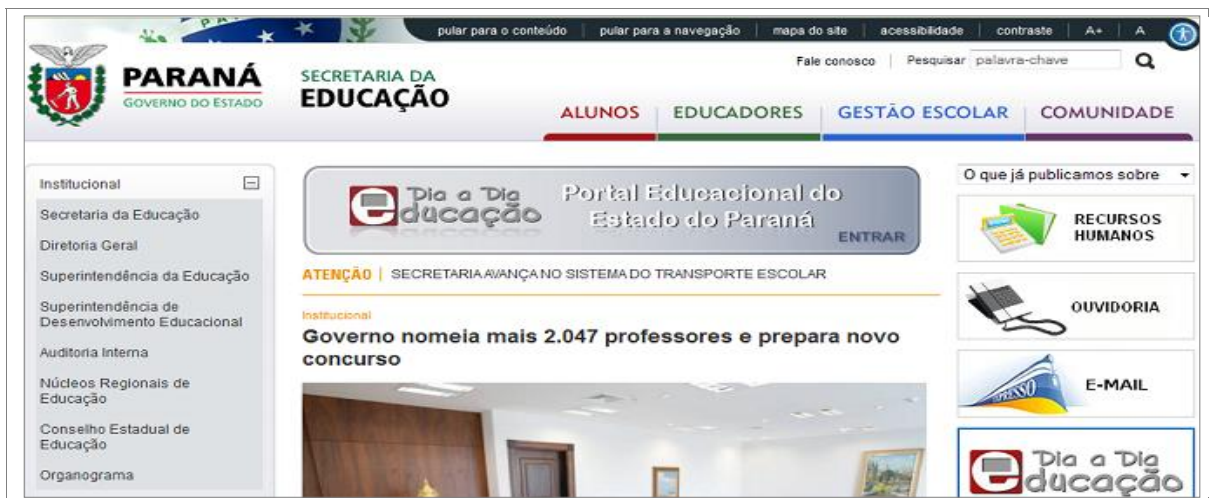 pular para o conteúdo pular para a navegação mapa do site acessibilidade contraste A+ A
PARANÁ
GOVERNO DO ESTADO
SECRETARIA DA
EDUCAÇÃO
Fale conosco Pesquisar palavra-chave
ALUNOS EDUCADORES GESTÃO ESCOLAR COMUNIDADE
Institucional
Secretaria da Educação
Diretoria Geral
Superintendência da Educação
Superintendência de
Desenvolvimento Educacional
Auditoria Interna
Núcleos Regionais de
Educação
Conselho Estadual de
Educação
Organograma
Dia a Dia
educação
Portal Educacional do
Estado do Paraná
ENTRAR
ATENÇÃO | SECRETARIA AVANÇA NO SISTEMA DO TRANSPORTE ESCOLAR
Institucional
Governo nomeia mais 2.047 professores e prepara novo
concurso
O que já publicamos sobre
RECURSOS
HUMANOS
OUVIDORIA
E-MAIL
Dia a Dia
educação